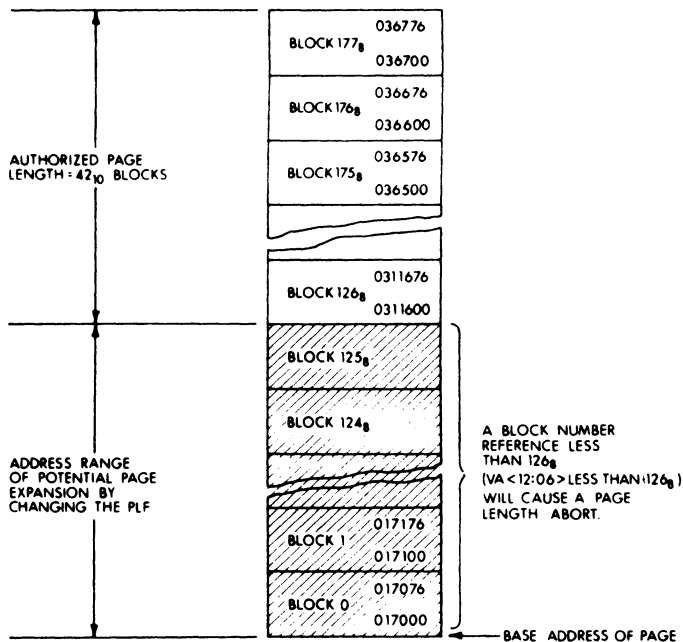 036776
BLOCK 177₈
036700
036676
BLOCK 176₈
036600
AUTHORIZED PAGE
LENGTH = 42₁₀ BLOCKS
036576
BLOCK 175₈
036500
0311676
BLOCK 126₈
0311600
BLOCK 125₈
BLOCK 124₈
ADDRESS RANGE
OF POTENTIAL PAGE
EXPANSION BY
CHANGING THE PLF
A BLOCK NUMBER
REFERENCE LESS
THAN 126₈
(VA<12:06> LESS THAN 126₈)
WILL CAUSE A PAGE
LENGTH ABORT.
017176
BLOCK 1
017100
017076
BLOCK 0
017000
BASE ADDRESS OF PAGE